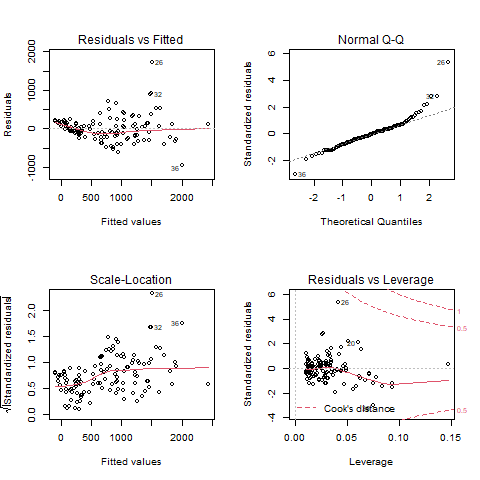 Residuals vs Fitted
Residuals
-1000 0 1000 2000
26
32
36
0 500 1000 2000
Fitted values
Normal Q-Q
Standardized residuals
-2 0 2 4 6
26
32
36
-2 -1 0 1 2
Theoretical Quantiles
Scale-Location
√|Standardized residuals|
0.0 0.5 1.0 1.5 2.0
26
36
32
0 500 1000 2000
Fitted values
Residuals vs Leverage
Standardized residuals
-4 -2 0 2 4 6
26
20
36
1
0.5
0.5
Cook's distance
0.00 0.05 0.10 0.15
Leverage